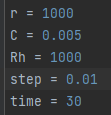 r = 1000
C = 0.005
Rh = 1000
step = 0.01
time = 30